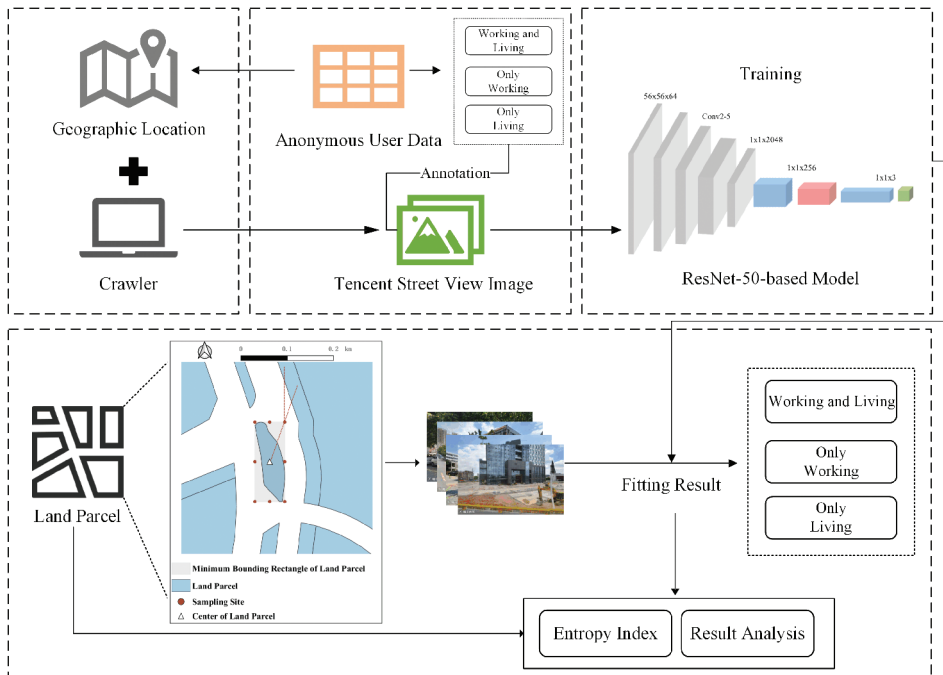 Geographic Location
Crawler
Anonymous User Data
Working and
Living
Only
Working
Only
Living
Annotation
Tencent Street View Image
Training
56x56x64
Conv2-5
1x1x2048
1x1x256
1x1x3
ResNet-50-based Model
Land Parcel
0
0.1
0.2
km
Minimum Bounding Rectangle of Land Parcel
Land Parcel
Sampling Site
Center of Land Parcel
Fitting Result
Working and Living
Only
Working
Only
Living
Entropy Index
Result Analysis